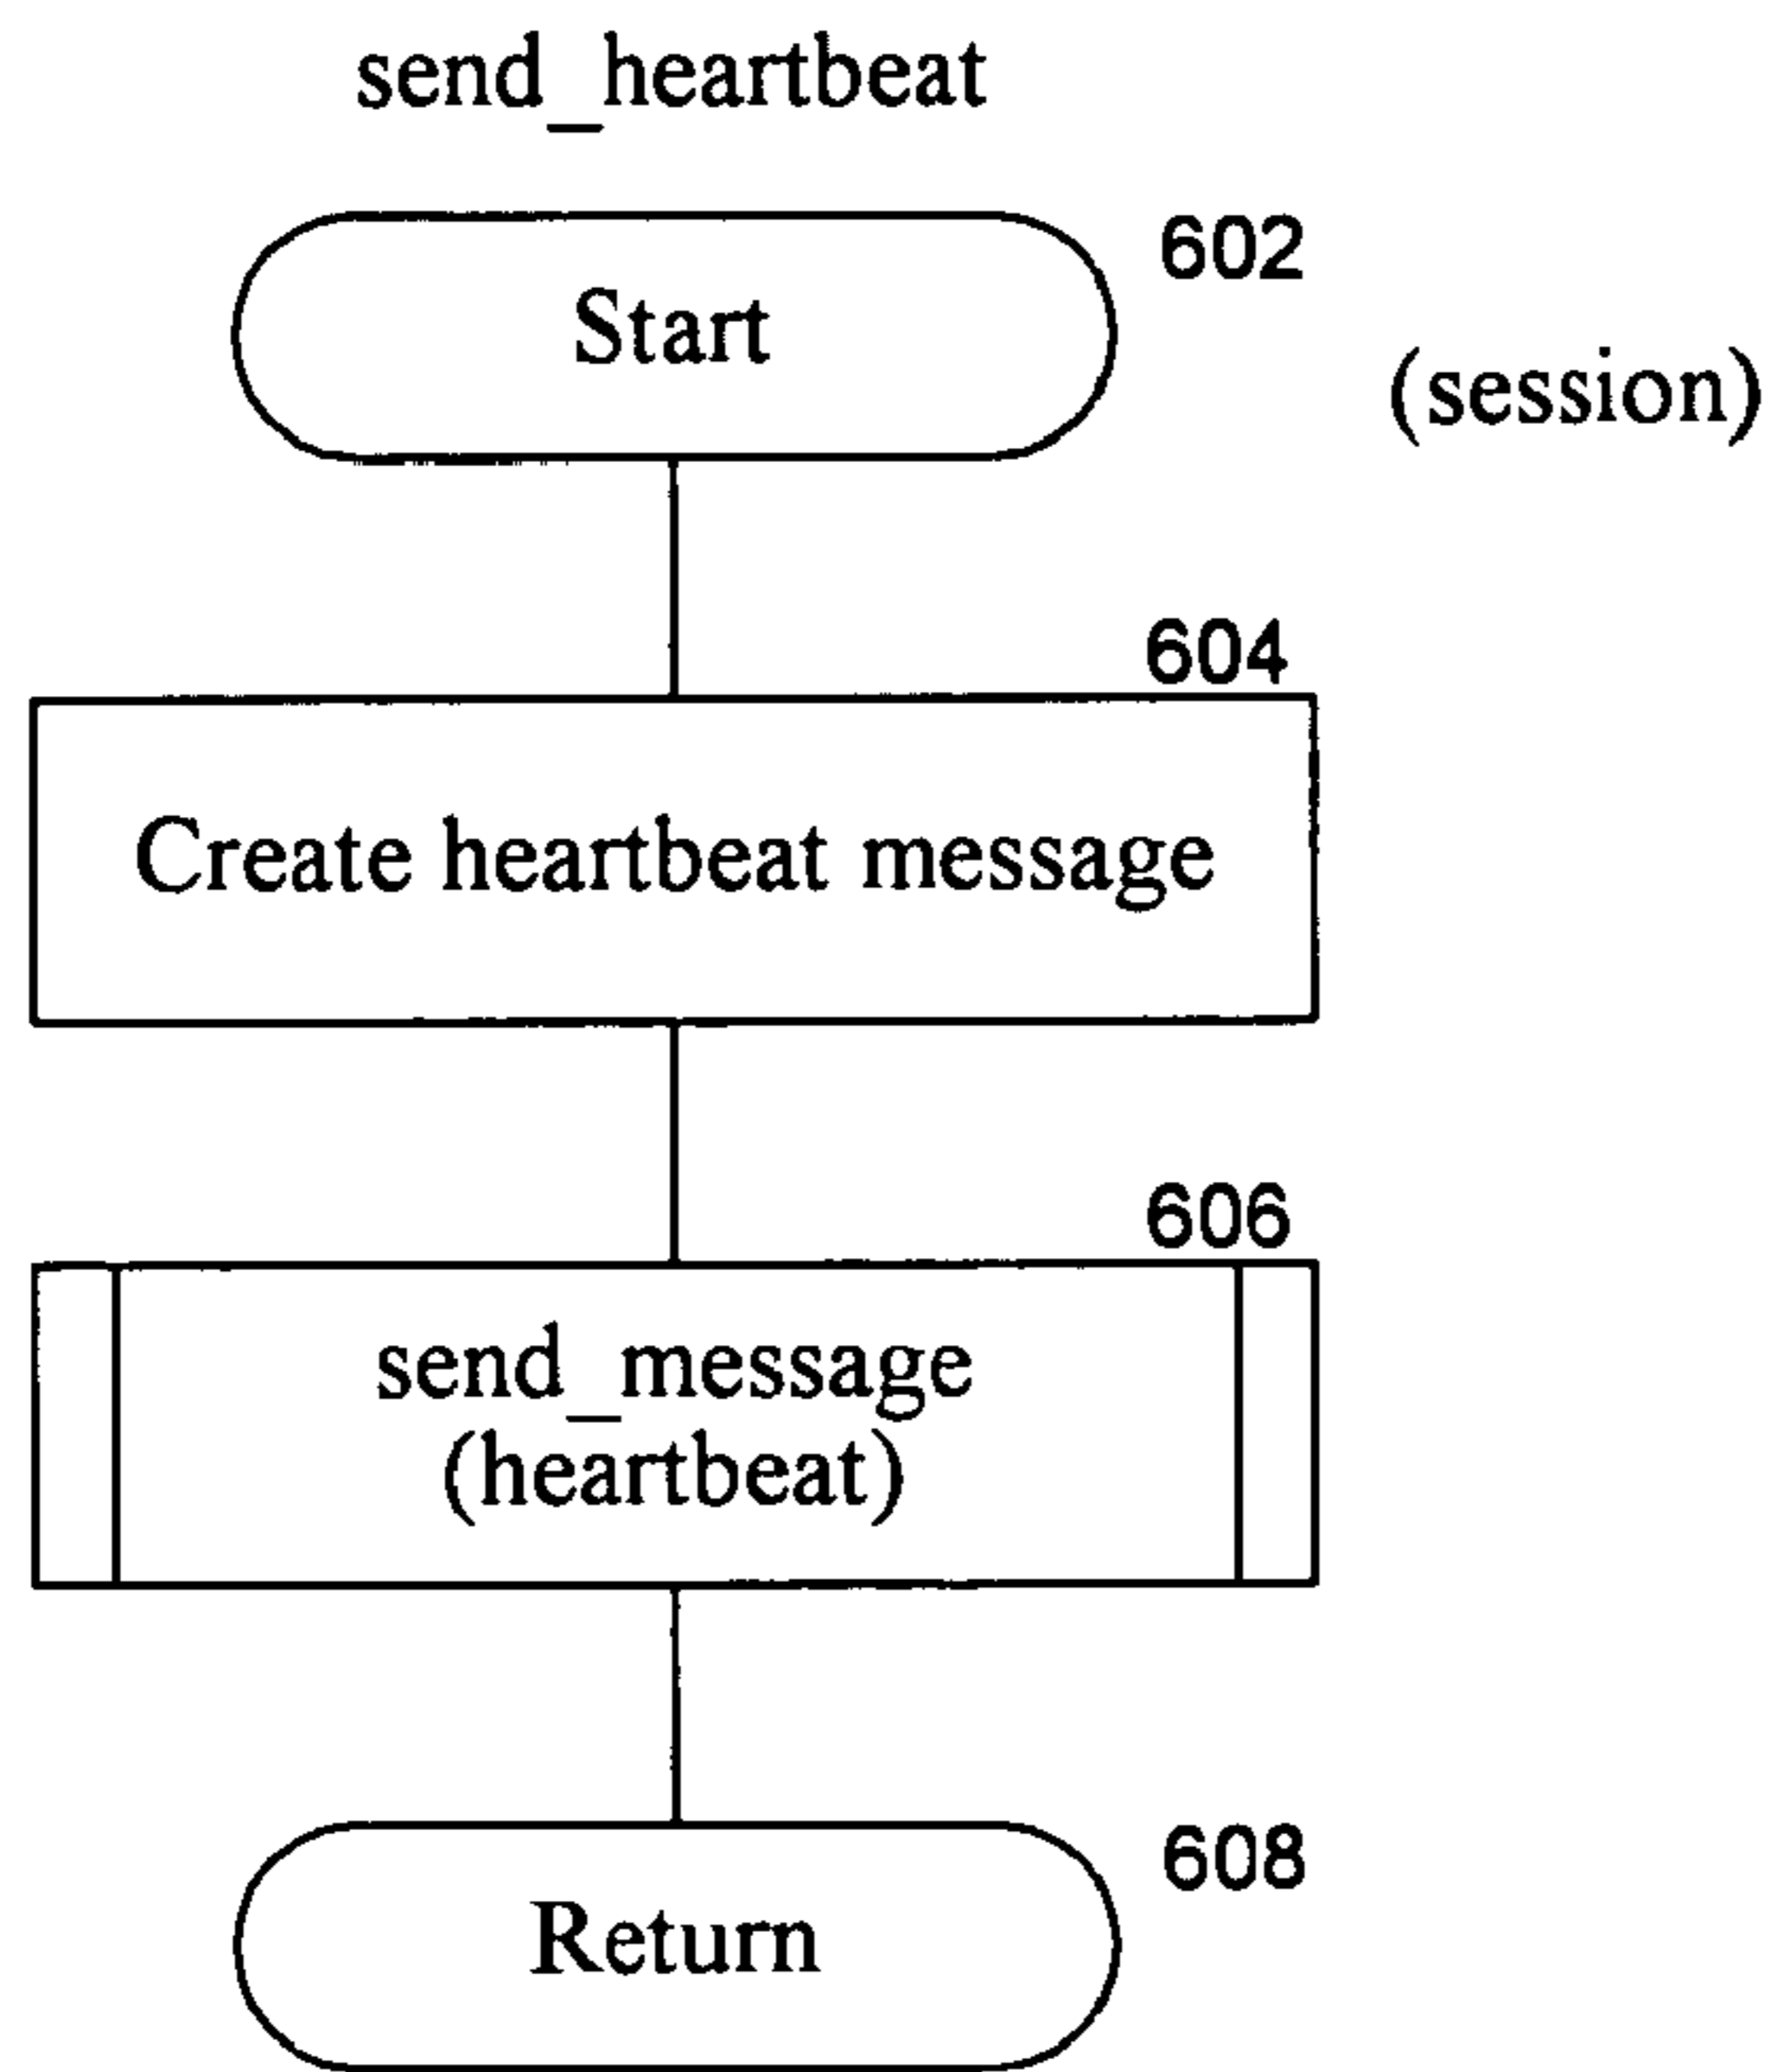 send_heartbeat
602
Start
(session)
604
Create heartbeat message
606
send_message
(heartbeat)
608
Return